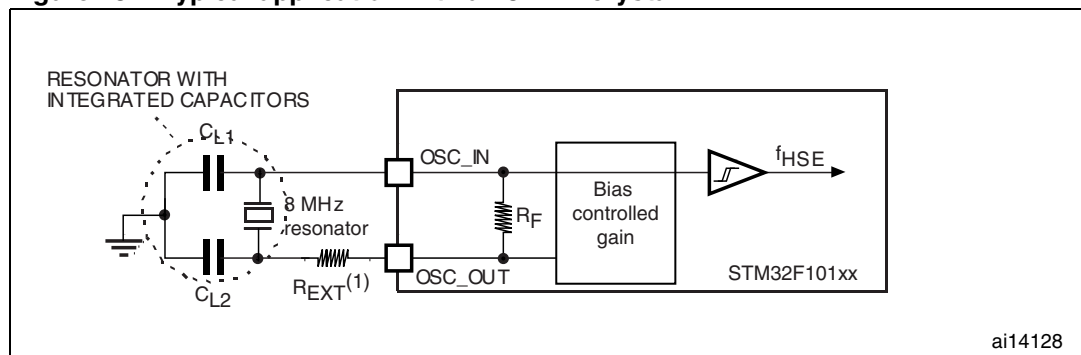 RESONATOR WITH
INTEGRATED CAPACITORS
CL1
OSC_IN
fHSE
8 MHz
resonator
RF
Bias
controlled
gain
OSC_OUT
STM32F101xx
REXT(1)
CL2
ai14128